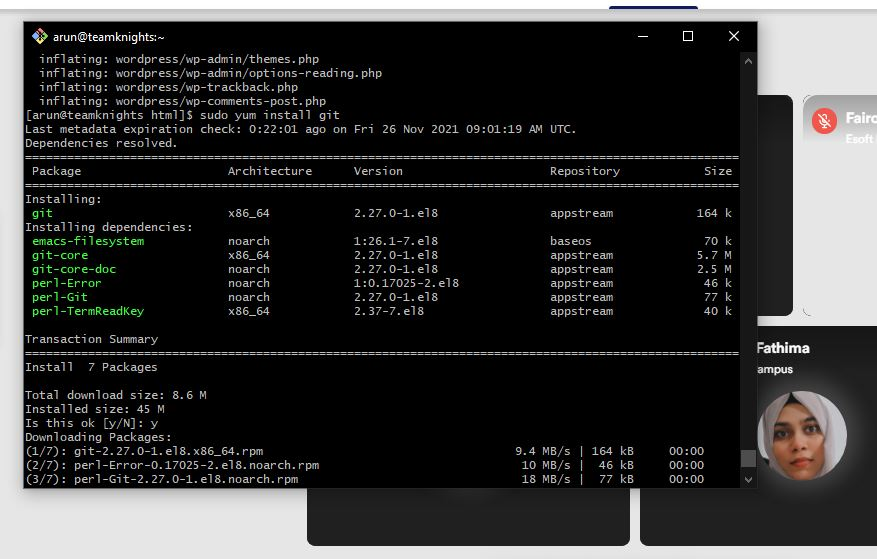 arun@teamknights:~
inflating: wordpress/wp-admin/themes.php
inflating: wordpress/wp-admin/options-reading.php
inflating: wordpress/wp-trackback.php
inflating: wordpress/wp-comments-post.php
[arun@teamknights html]$ sudo yum install git
Last metadata expiration check: 0:22:01 ago on Fri 26 Nov 2021 09:01:19 AM UTC.
Dependencies resolved.
Package Architecture Version Repository Size
Installing:
git x86_64 2.27.0-1.el8 appstream 164 k
Installing dependencies:
emacs-filesystem noarch 1:26.1-7.el8 baseos 70 k
git-core x86_64 2.27.0-1.el8 appstream 5.7 M
git-core-doc noarch 2.27.0-1.el8 appstream 2.5 M
perl-Error noarch 1:0.17025-2.el8 appstream 46 k
perl-Git noarch 2.27.0-1.el8 appstream 77 k
perl-TermReadKey x86_64 2.37-7.el8 appstream 40 k
Transaction Summary
Install 7 Packages
Total download size: 8.6 M
Installed size: 45 M
Is this ok [y/N]: y
Downloading Packages:
(1/7): git-2.27.0-1.el8.x86_64.rpm 9.4 MB/s | 164 kB 00:00
(2/7): perl-Error-0.17025-2.el8.noarch.rpm 10 MB/s | 46 kB 00:00
(3/7): perl-Git-2.27.0-1.el8.noarch.rpm 18 MB/s | 77 kB 00:00
Esoft
Fathima